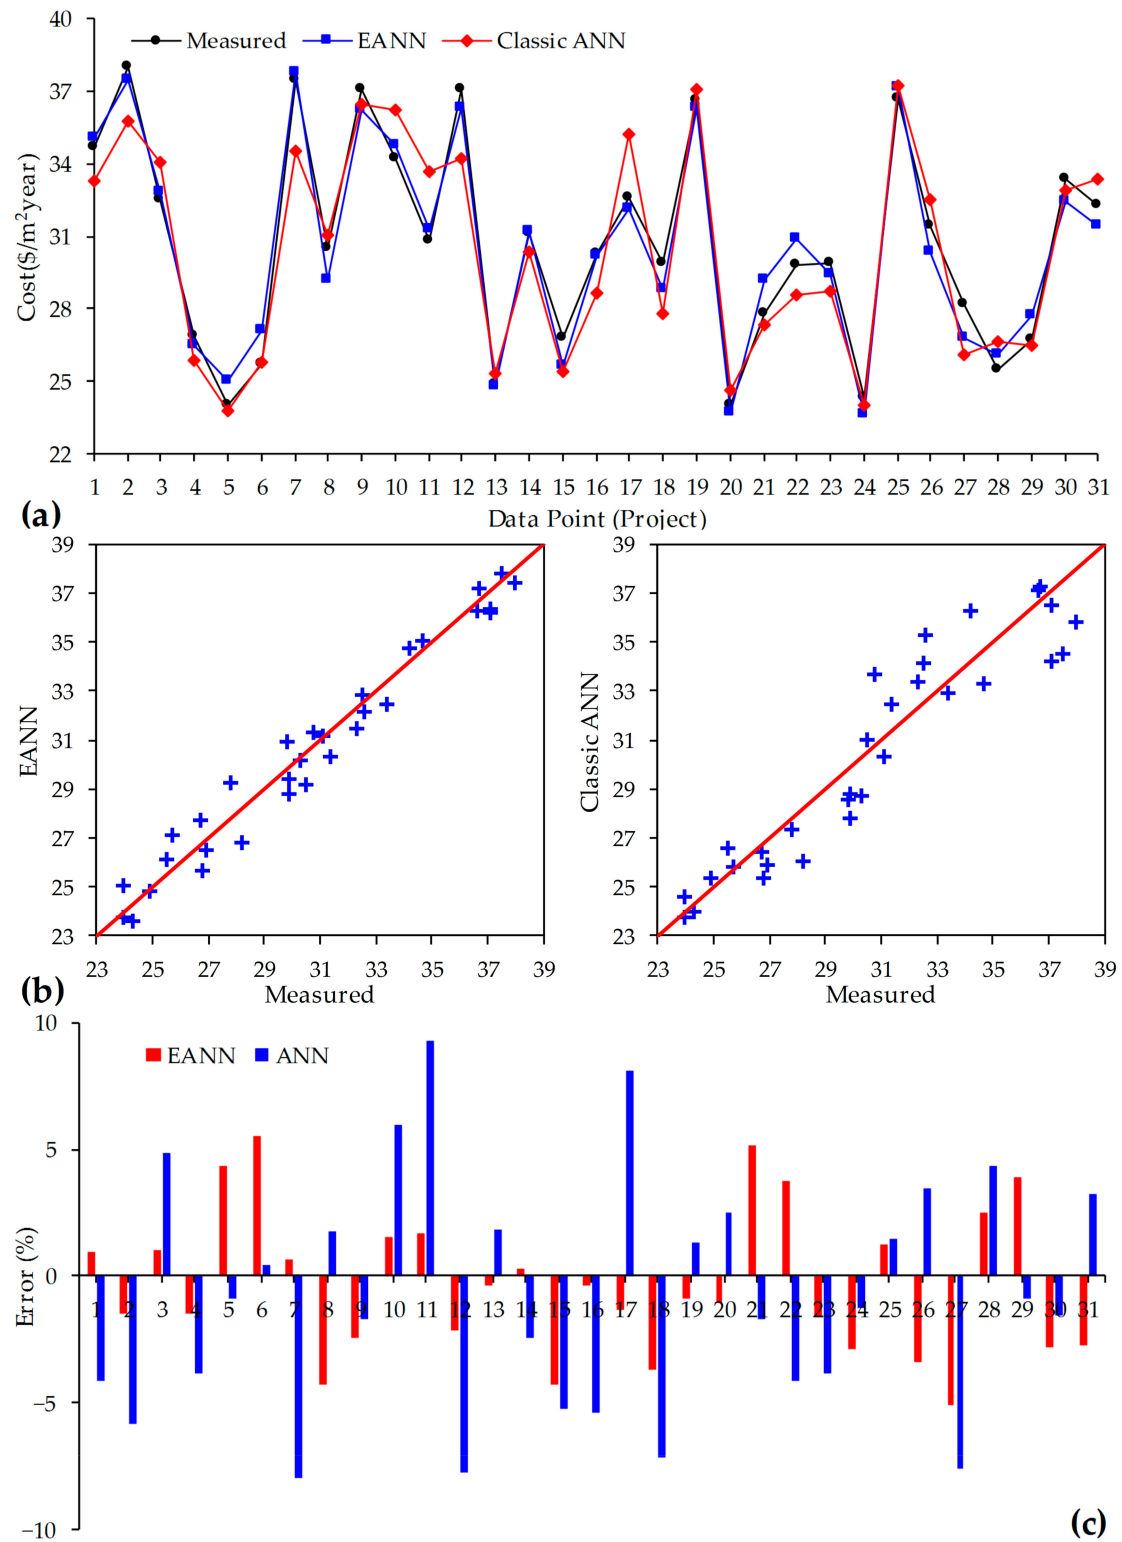 40
Measured EANN Classic ANN
37
34
31
28
25
22
Cost($/m²year)
1 2 3 4 5 6 7 8 9 10 11 12 13 14 15 16 17 18 19 20 21 22 23 24 25 26 27 28 29 30 31
(a)
Data Point (Project)
39
37
35
33
31
29
27
25
23
EANN
23 25 27 29 31 33 35 37 39
(b)
Measured
39
37
35
33
31
29
27
25
23
Classic ANN
23 25 27 29 31 33 35 37 39
Measured
10
EANN ANN
5
0
−5
−10
Error (%)
1 2 3 4 5 6 7 8 9 10 11 12 13 14 15 16 17 18 19 20 21 22 23 24 25 26 27 28 29 30 31
(c)